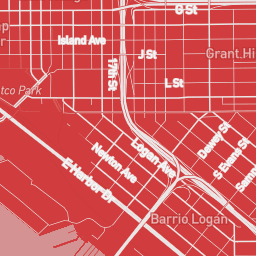 G St
Island Ave
J St
Grant Hi
17th St
L St
tco Park
Dewey St
S Evans St
Newton Ave
Logan Ave
E Harbor Dr
Barrio Logan